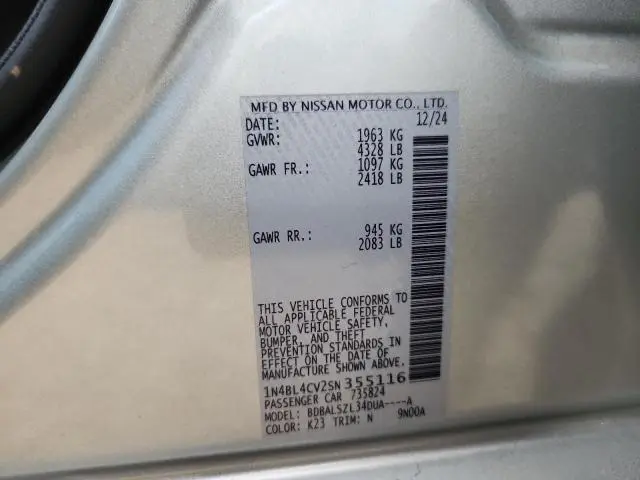 MFD BY NISSAN MOTOR CO., LTD.
DATE: 12/24
GVWR: 1963 KG
4328 LB
GAWR FR.: 1097 KG
2418 LB
GAWR RR.: 945 KG
2083 LB
THIS VEHICLE CONFORMS TO
ALL APPLICABLE FEDERAL
MOTOR VEHICLE SAFETY,
BUMPER, AND THEFT
PREVENTION STANDARDS IN
EFFECT ON THE DATE OF
MANUFACTURE SHOWN ABOVE.
1N4BL4CV2SN355116
PASSENGER CAR 735824
MODEL: BDBALSZL34DUA----A
COLOR: K23 TRIM: N 9N00A